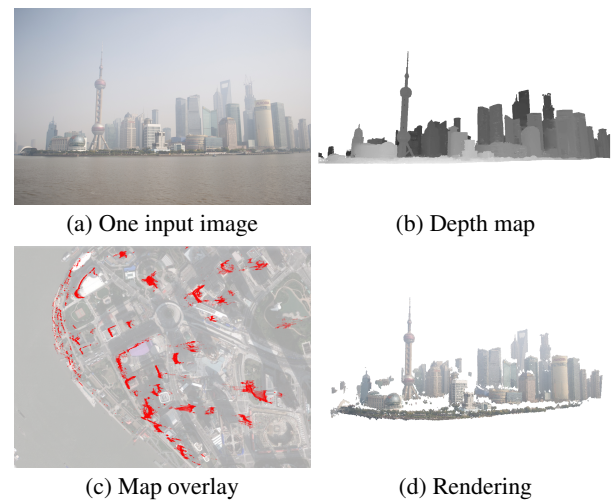 (a) One input image
(b) Depth map
(c) Map overlay
(d) Rendering